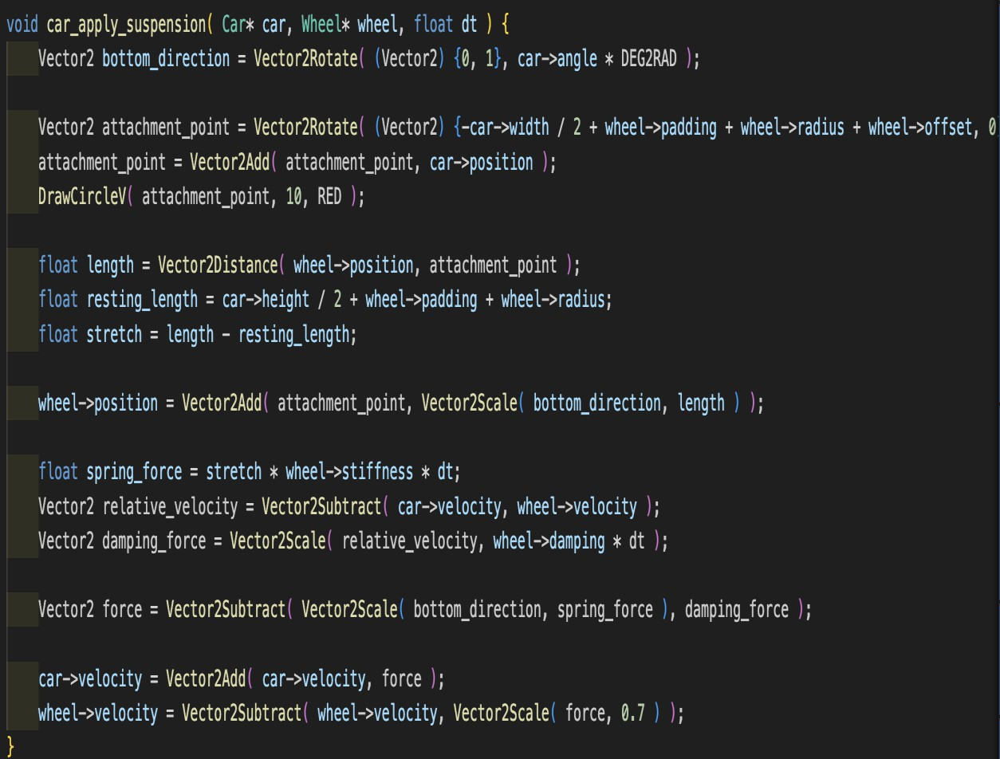 void car_apply_suspension( Car* car, Wheel* wheel, float dt ) {
Vector2 bottom_direction = Vector2Rotate( (Vector2) {0, 1}, car->angle * DEG2RAD );
Vector2 attachment_point = Vector2Rotate( (Vector2) {-car->width / 2 + wheel->padding + wheel->radius + wheel->offset, 0
attachment_point = Vector2Add( attachment_point, car->position );
DrawCircleV( attachment_point, 10, RED );
float length = Vector2Distance( wheel->position, attachment_point );
float resting_length = car->height / 2 + wheel->padding + wheel->radius;
float stretch = length - resting_length;
wheel->position = Vector2Add( attachment_point, Vector2Scale( bottom_direction, length ) );
float spring_force = stretch * wheel->stiffness * dt;
Vector2 relative_velocity = Vector2Subtract( car->velocity, wheel->velocity );
Vector2 damping_force = Vector2Scale( relative_velocity, wheel->damping * dt );
Vector2 force = Vector2Subtract( Vector2Scale( bottom_direction, spring_force ), damping_force );
car->velocity = Vector2Add( car->velocity, force );
wheel->velocity = Vector2Subtract( wheel->velocity, Vector2Scale( force, 0.7 ) );
}